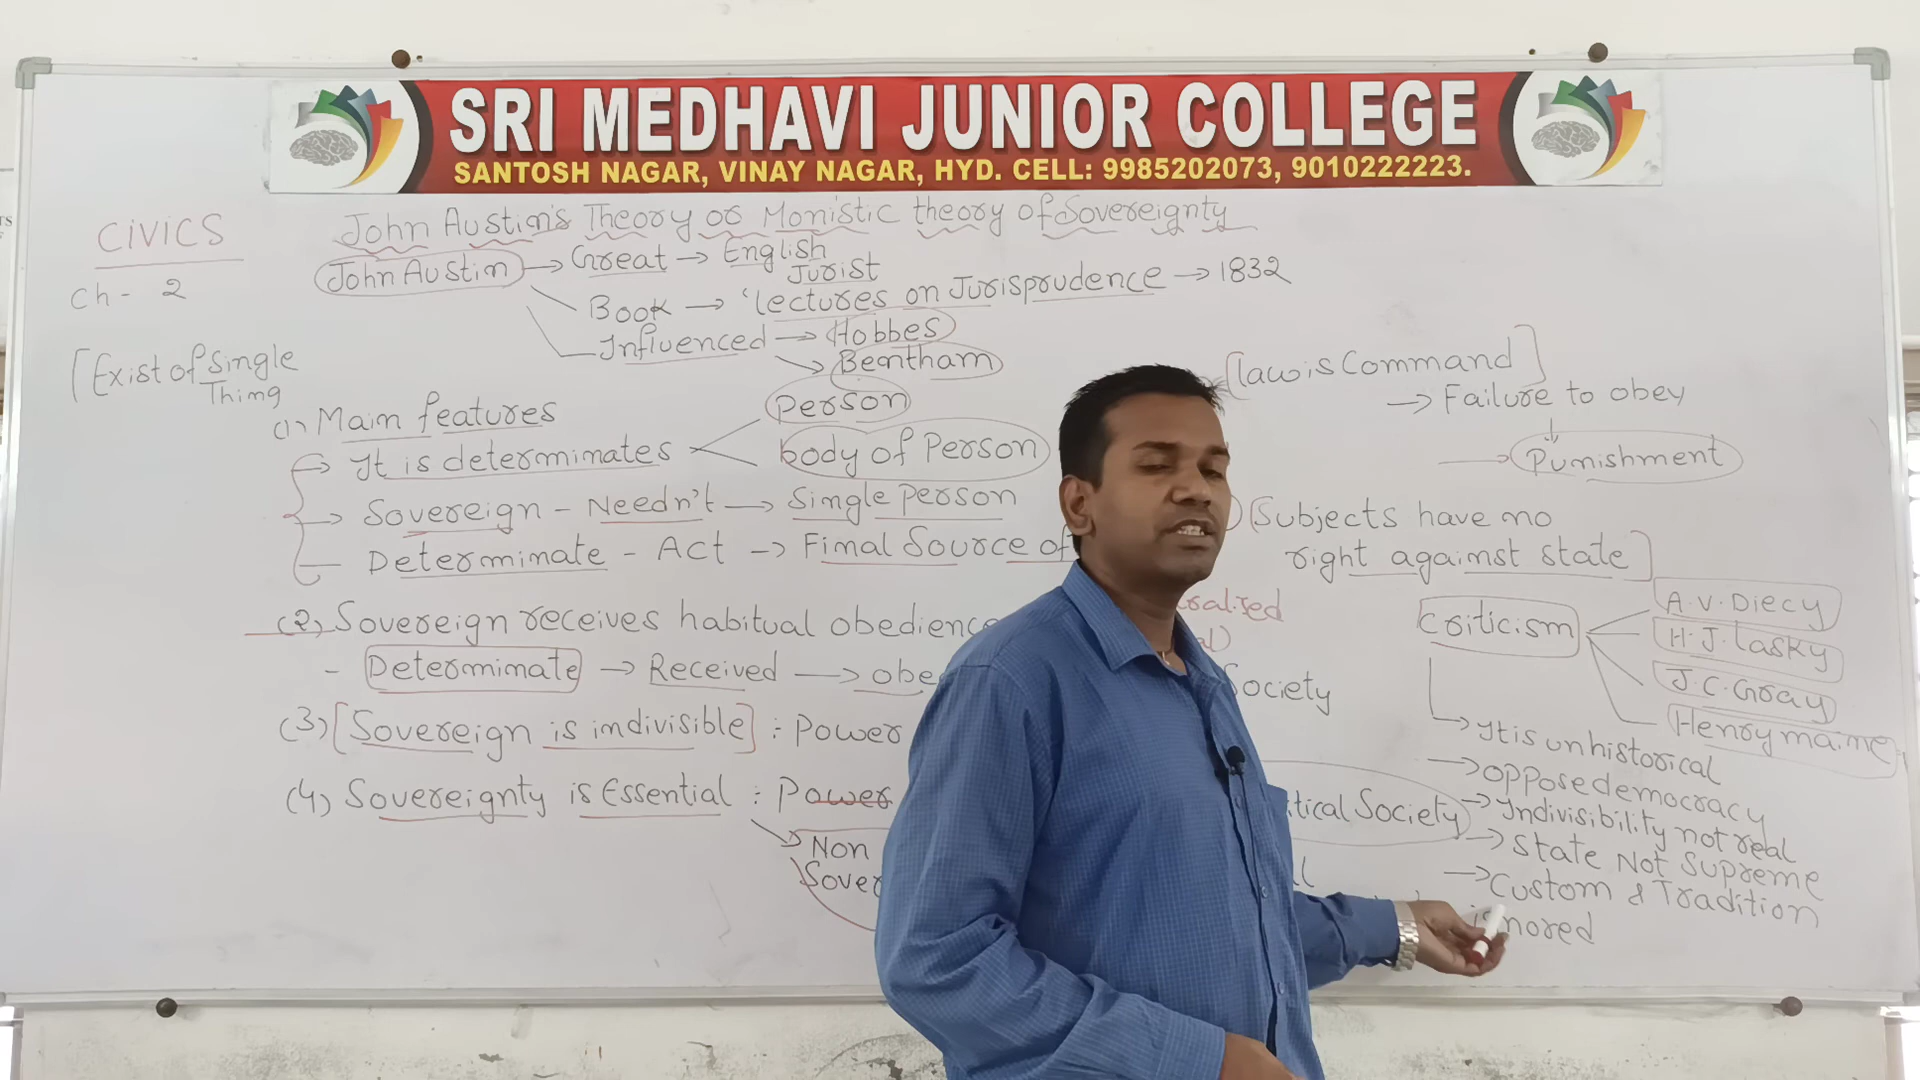 SRI MEDHAVI JUNIOR COLLEGE
SANTOSH NAGAR, VINAY NAGAR, HYD. CELL: 9985202073, 9010222223.
CIVICS
Ch - 2
[Exist of Single
Thing
John Austin's Theory or Monistic theory of Sovereignty
John Austin → Great → English
Jurist
Book → 'lectures on Jurisprudence → 1832
Influenced → Hobbes
→ Bentham
(1) Main features
→ It is determinates
Person
body of Person
→ Sovereign - Needn't → Single person
Determinate - Act → Final Source of
(2) Sovereign receives habitual obedience
- Determinate → Received → obe
Society
(3) [Sovereign is indivisible] : Power
(4) Sovereignty is Essential : Power
tical Society
→ Non
Sover
[law is Command]
→ Failure to obey
↓
→ Punishment
) [Subjects have no
right against state]
Criticism
A.V. Diecy
H.J. lasky
J.C. Gray
Henry maime
→ It is unhistorical
→ oppose democracy
→ Indivisibility not real
→ State Not Supreme
→ Custom & Tradition
ignored